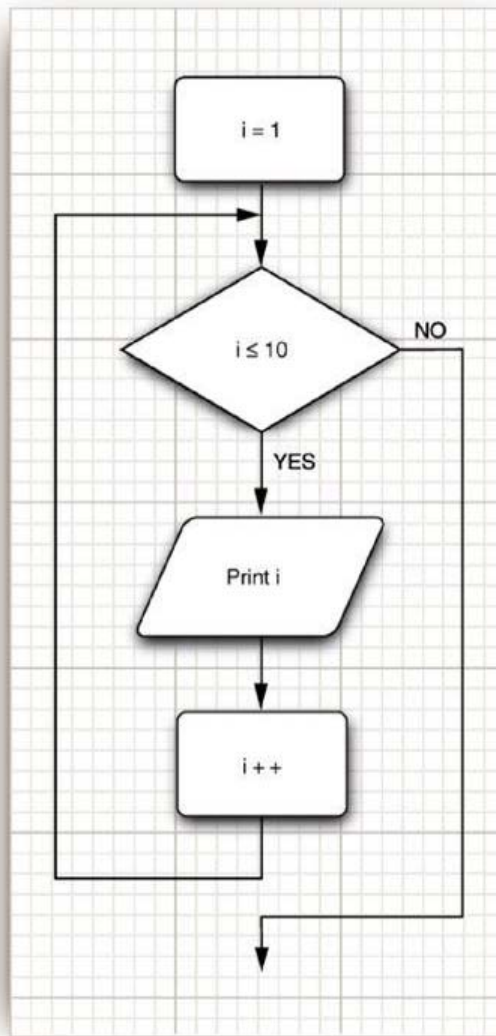 i = 1
i ≤ 10
NO
YES
Print i
i + +